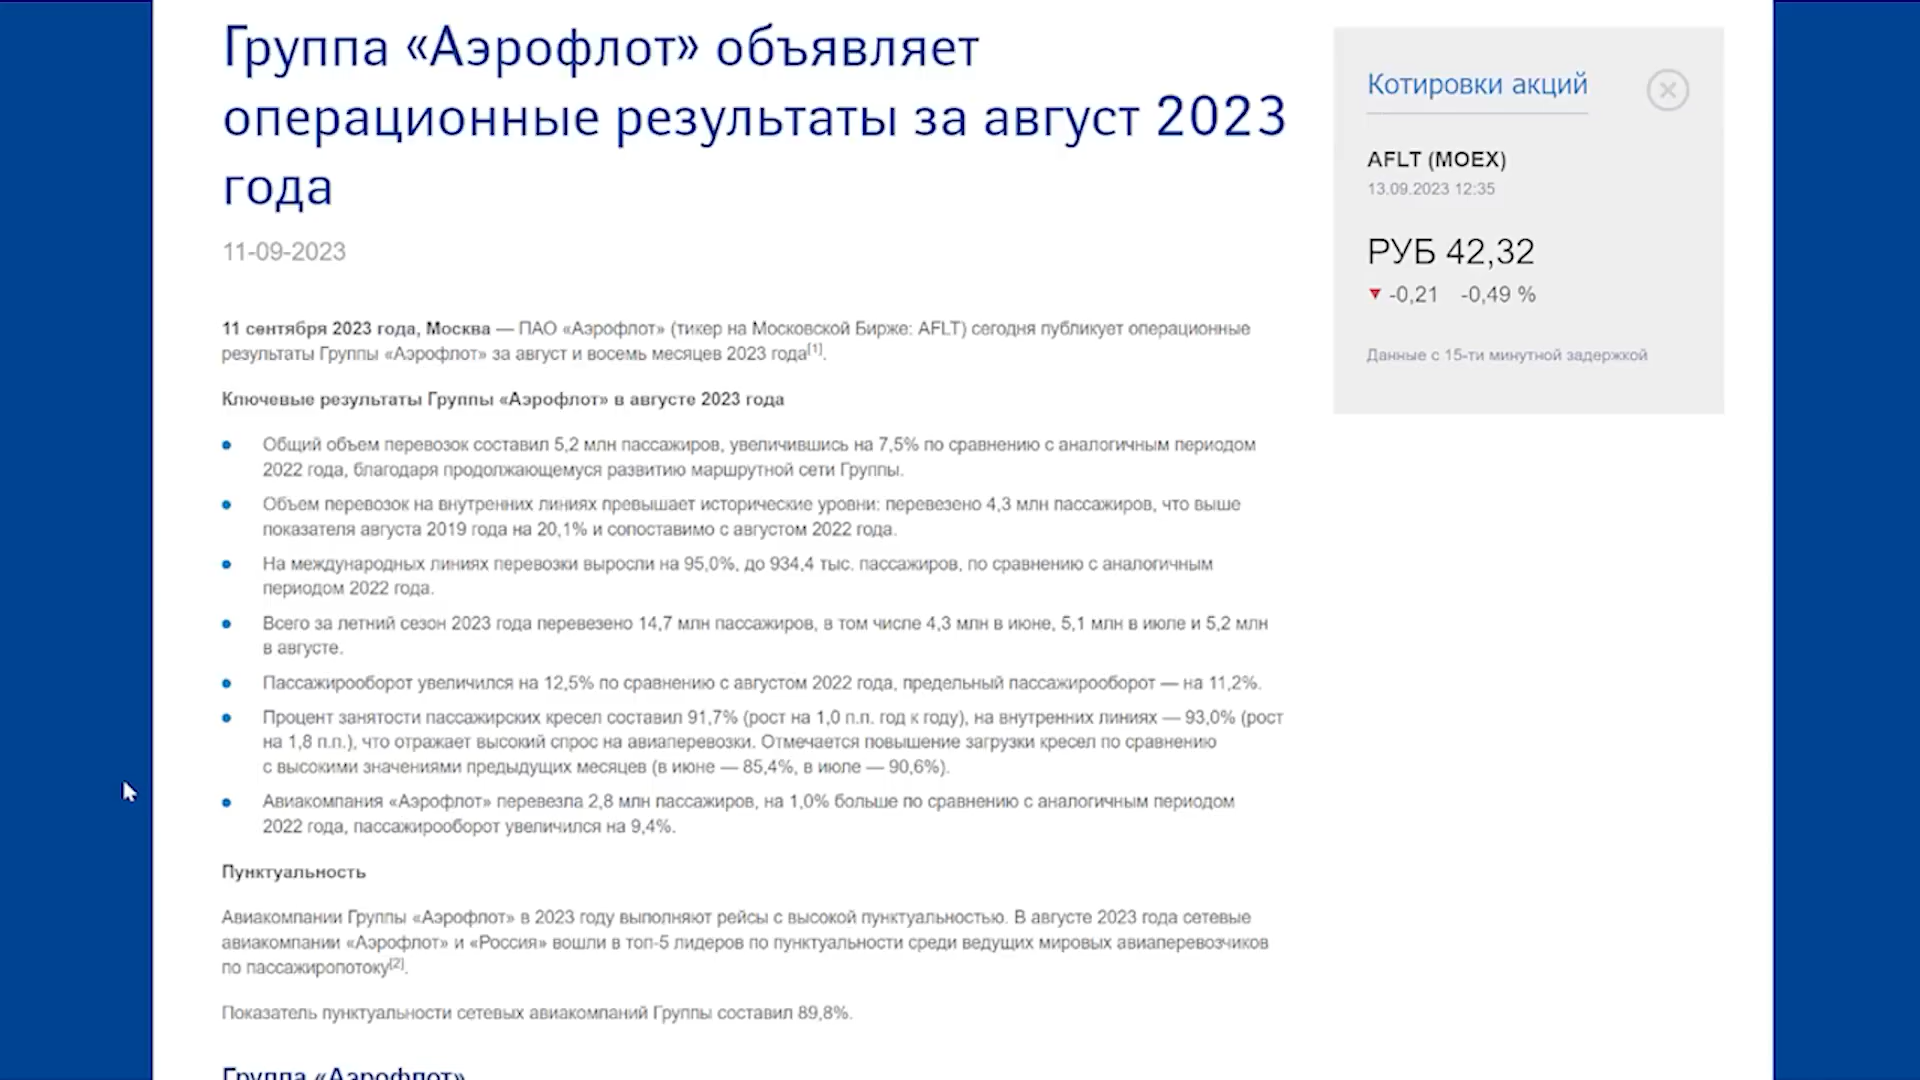 Группа «Аэрофлот» объявляет
операционные результаты за август 2023
года
11-09-2023
11 сентября 2023 года, Москва — ПАО «Аэрофлот» (тикер на Московской Бирже: AFLT) сегодня публикует операционные
результаты Группы «Аэрофлот» за август и восемь месяцев 2023 года[1].
Ключевые результаты Группы «Аэрофлот» в августе 2023 года
Общий объем перевозок составил 5,2 млн пассажиров, увеличившись на 7,5% по сравнению с аналогичным периодом
2022 года, благодаря продолжающемуся развитию маршрутной сети Группы.
Объем перевозок на внутренних линиях превышает исторические уровни: перевезено 4,3 млн пассажиров, что выше
показателя августа 2019 года на 20,1% и сопоставимо с августом 2022 года.
На международных линиях перевозки выросли на 95,0%, до 934,4 тыс. пассажиров, по сравнению с аналогичным
периодом 2022 года.
Всего за летний сезон 2023 года перевезено 14,7 млн пассажиров, в том числе 4,3 млн в июне, 5,1 млн в июле и 5,2 млн
в августе.
Пассажирооборот увеличился на 12,5% по сравнению с августом 2022 года, предельный пассажирооборот — на 11,2%.
Процент занятости пассажирских кресел составил 91,7% (рост на 1,0 п.п. год к году), на внутренних линиях — 93,0% (рост
на 1,8 п.п.), что отражает высокий спрос на авиаперевозки. Отмечается повышение загрузки кресел по сравнению
с высокими значениями предыдущих месяцев (в июне — 85,4%, в июле — 90,6%).
Авиакомпания «Аэрофлот» перевезла 2,8 млн пассажиров, на 1,0% больше по сравнению с аналогичным периодом
2022 года, пассажирооборот увеличился на 9,4%.
Пунктуальность
Авиакомпании Группы «Аэрофлот» в 2023 году выполняют рейсы с высокой пунктуальностью. В августе 2023 года сетевые
авиакомпании «Аэрофлот» и «Россия» вошли в топ-5 лидеров по пунктуальности среди ведущих мировых авиаперевозчиков
по пассажиропотоку[2].
Показатель пунктуальности сетевых авиакомпаний Группы составил 89,8%.
Группа «Аэрофлот»
Котировки акций
AFLT (MOEX)
13.09.2023 12:35
РУБ 42,32
-0,21 -0,49 %
Данные с 15-ти минутной задержкой